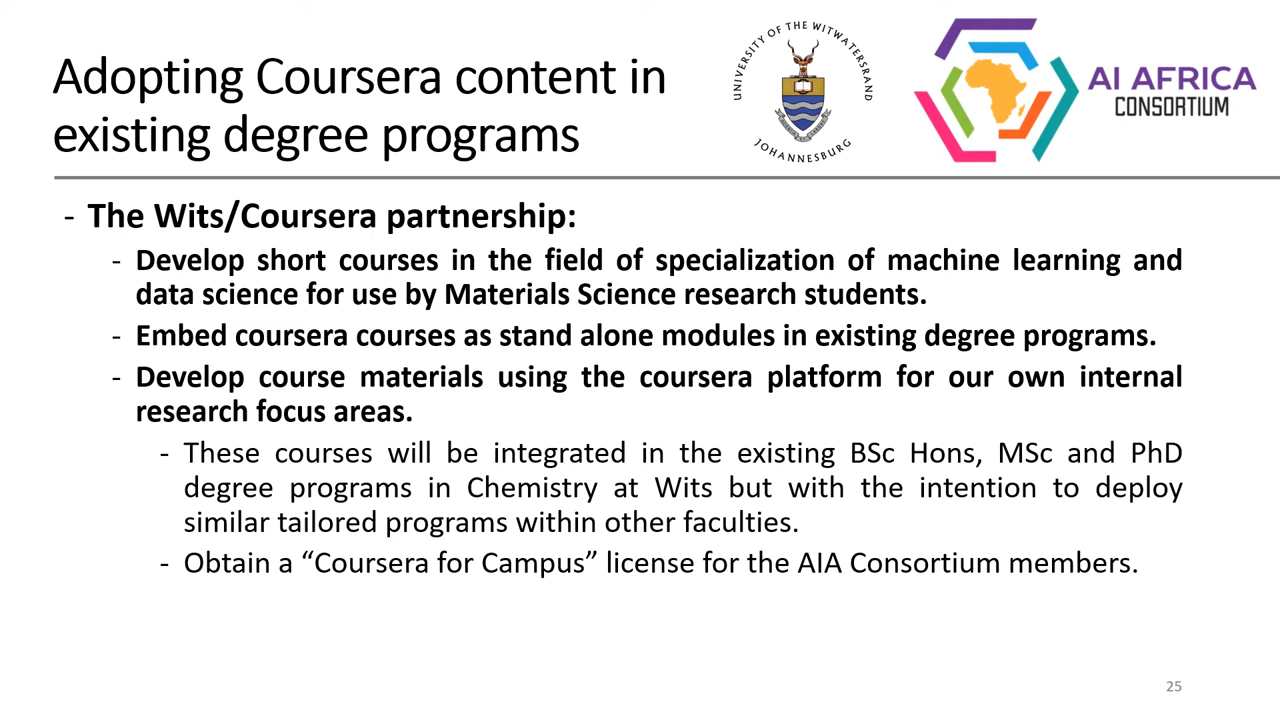 Adopting Coursera content in
existing degree programs
UNIVERSITY OF THE WITWATERSRAND
JOHANNESBURG
AI AFRICA
CONSORTIUM
- The Wits/Coursera partnership:
- Develop short courses in the field of specialization of machine learning and
data science for use by Materials Science research students.
- Embed coursera courses as stand alone modules in existing degree programs.
- Develop course materials using the coursera platform for our own internal
research focus areas.
- These courses will be integrated in the existing BSc Hons, MSc and PhD
degree programs in Chemistry at Wits but with the intention to deploy
similar tailored programs within other faculties.
- Obtain a “Coursera for Campus” license for the AIA Consortium members.
25